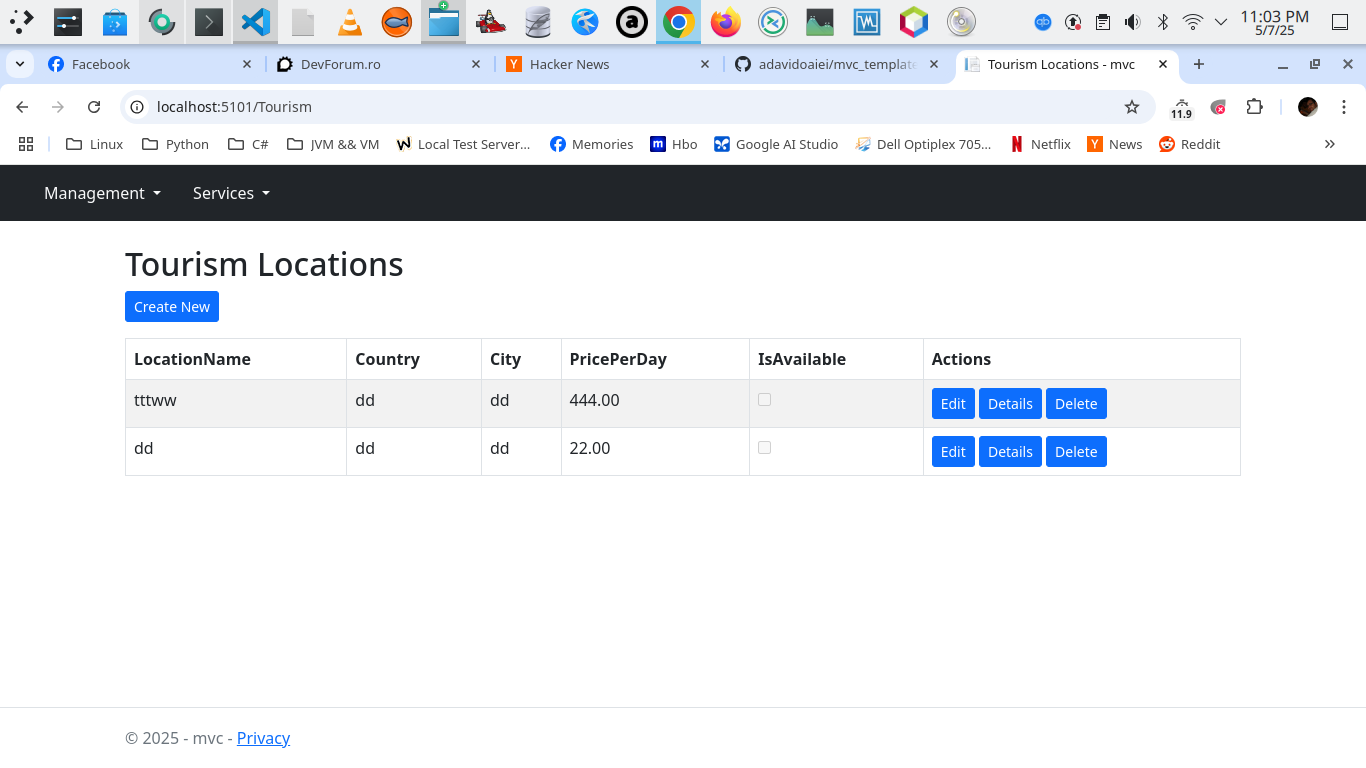 11:03 PM
5/7/25
Facebook
DevForum.ro
Hacker News
adavidoaiei/mvc_template
Tourism Locations - mvc
localhost:5101/Tourism
11.9
Linux
Python
C#
JVM && VM
Local Test Server...
Memories
Hbo
Google AI Studio
Dell Optiplex 705...
Netflix
News
Reddit
Management
Services
Tourism Locations
Create New
LocationName Country City PricePerDay IsAvailable Actions
tttww dd dd 444.00 Edit Details Delete
dd dd dd 22.00 Edit Details Delete
© 2025 - mvc - Privacy